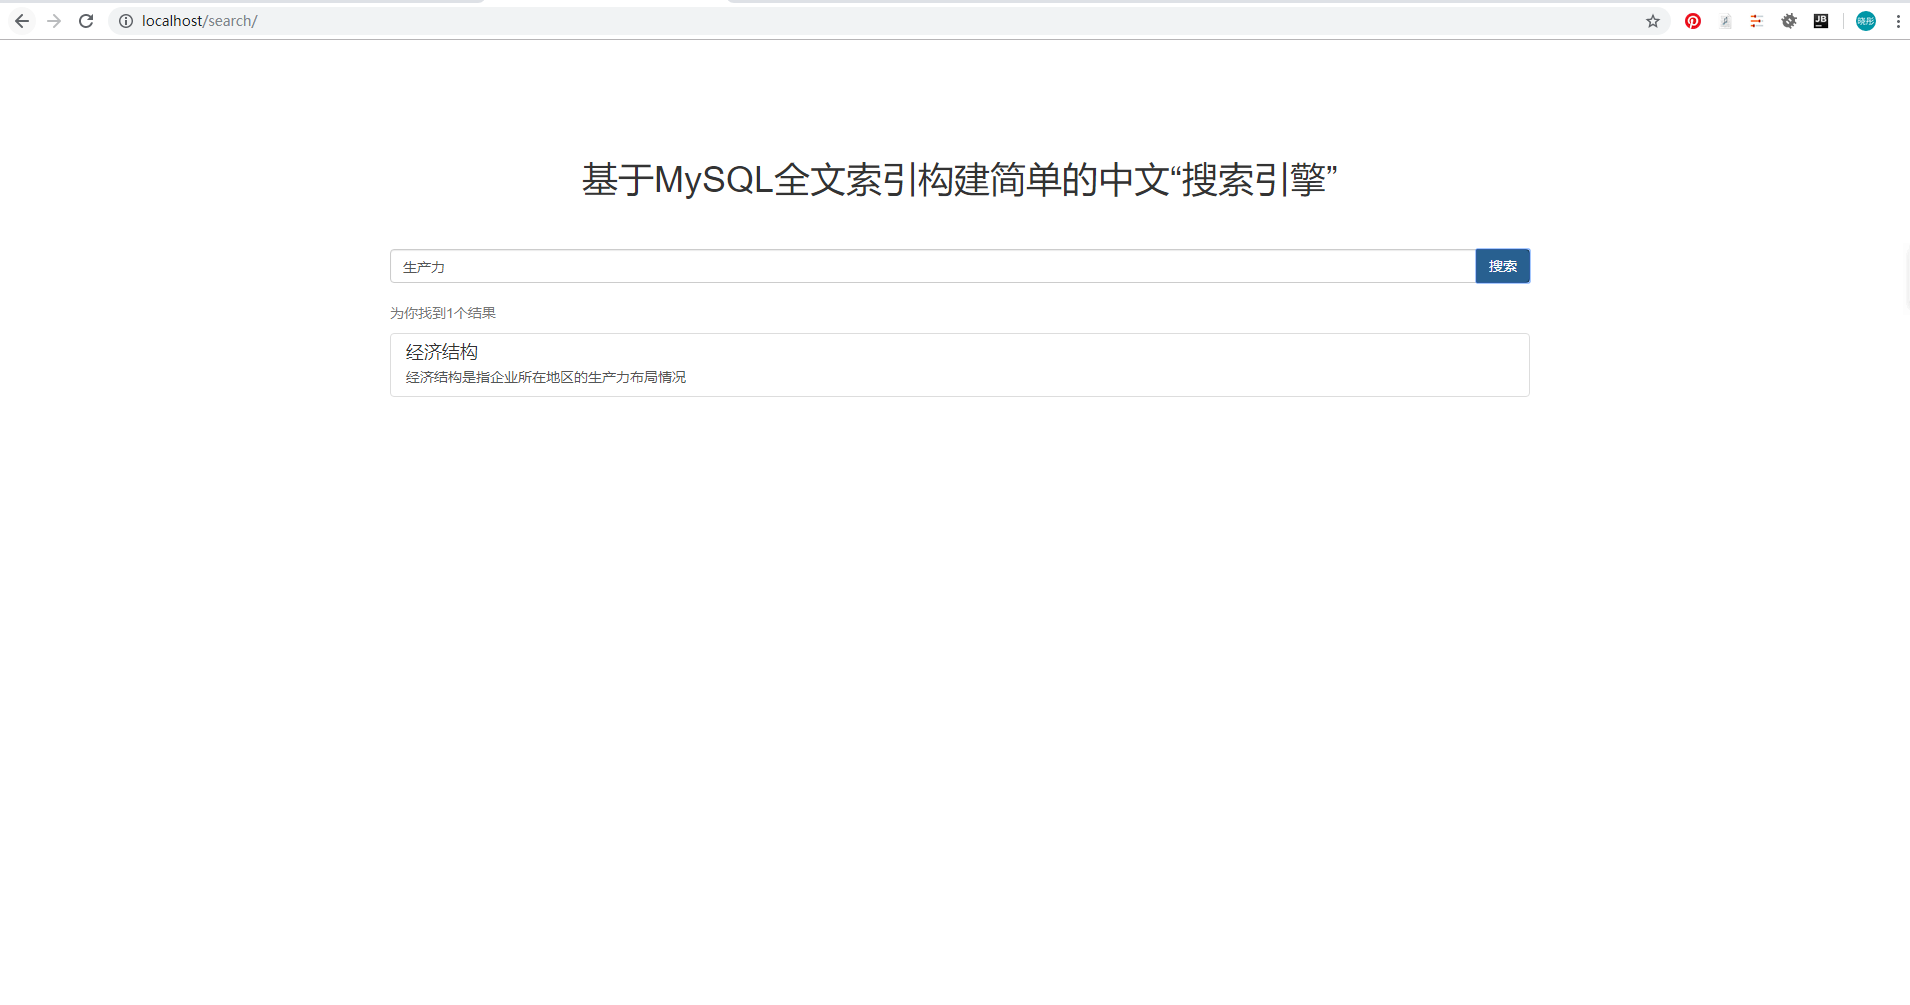 localhost/search/
JB
晓彤
基于MySQL全文索引构建简单的中文“搜索引擎”
生产力
搜索
为你找到1个结果
经济结构
经济结构是指企业所在地区的生产力布局情况